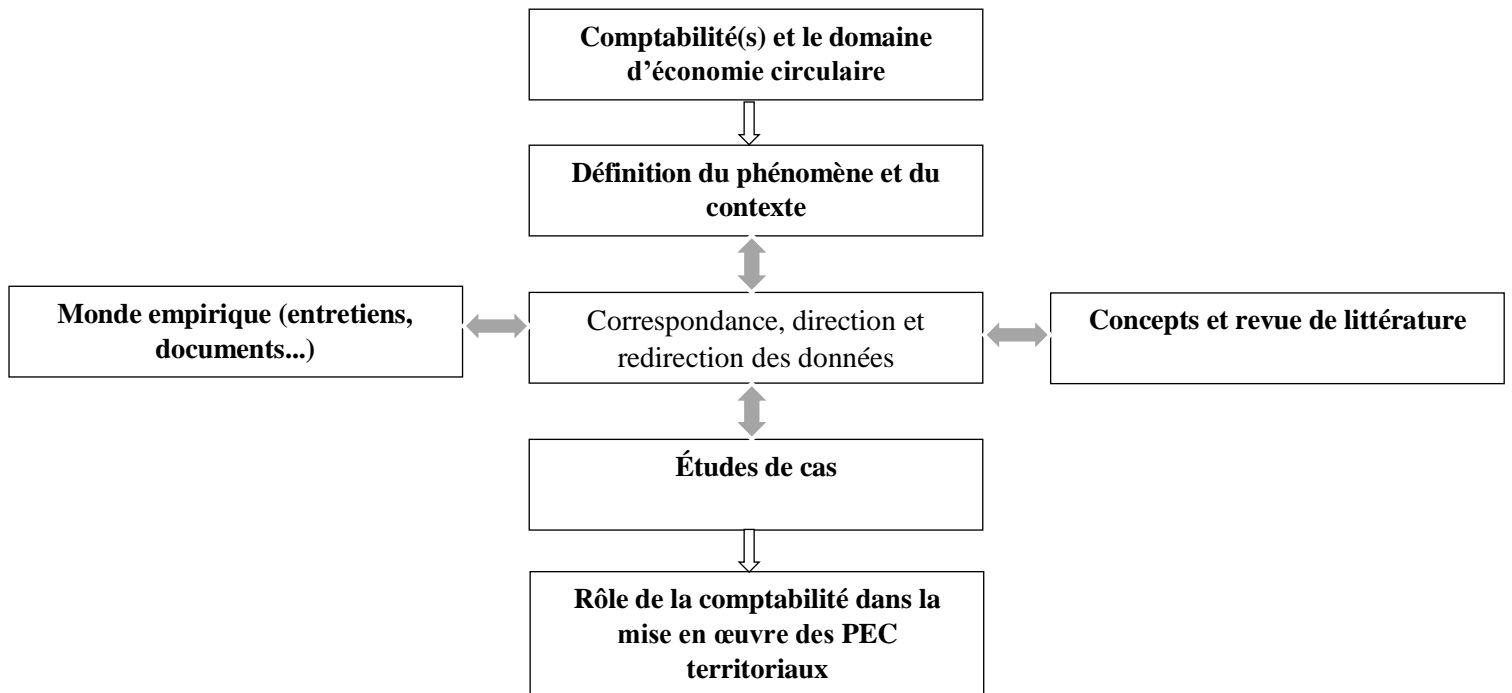 Comptabilité(s) et le domaine
d’économie circulaire
Définition du phénomène et du
contexte
Monde empirique (entretiens,
documents...)
Correspondance, direction et
redirection des données
Concepts et revue de littérature
Études de cas
Rôle de la comptabilité dans la
mise en œuvre des PEC
territoriaux